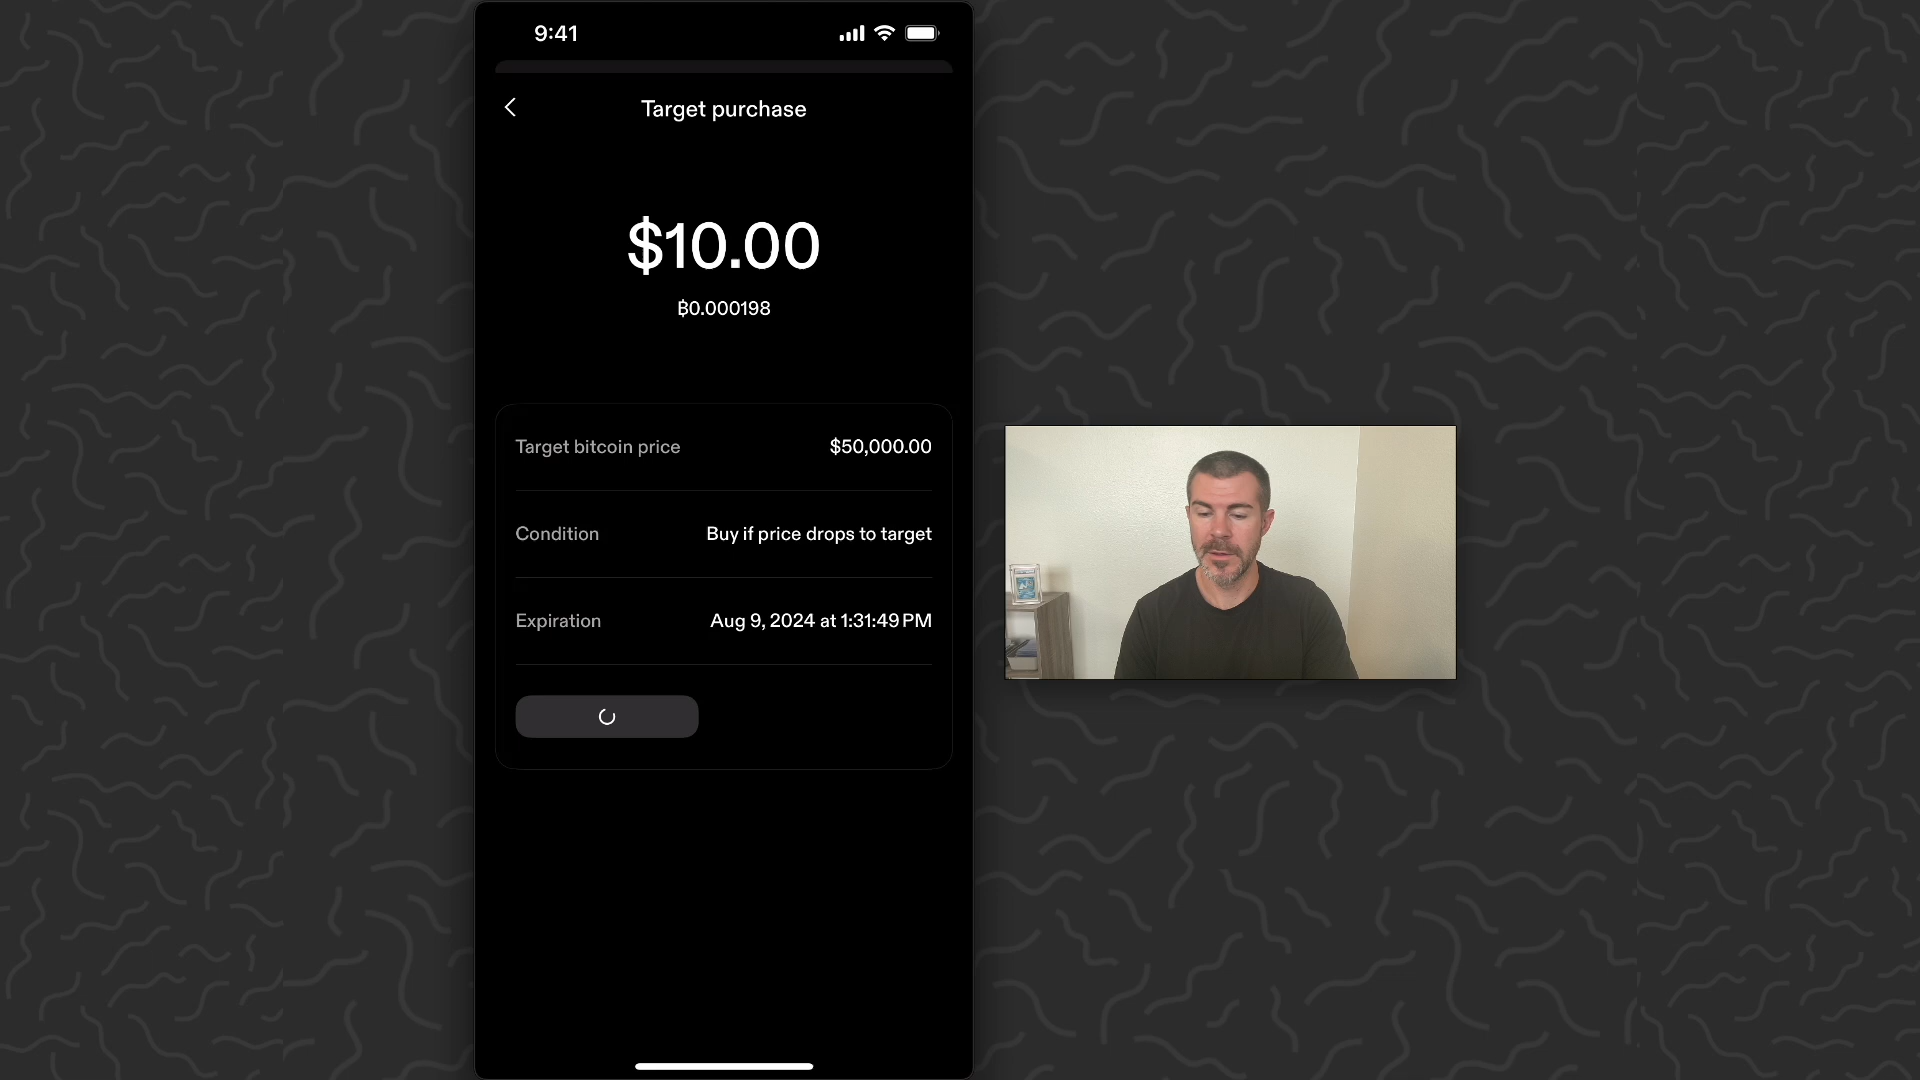 9:41
Target purchase
$10.00
₿0.000198
Target bitcoin price $50,000.00
Condition Buy if price drops to target
Expiration Aug 9, 2024 at 1:31:49 PM